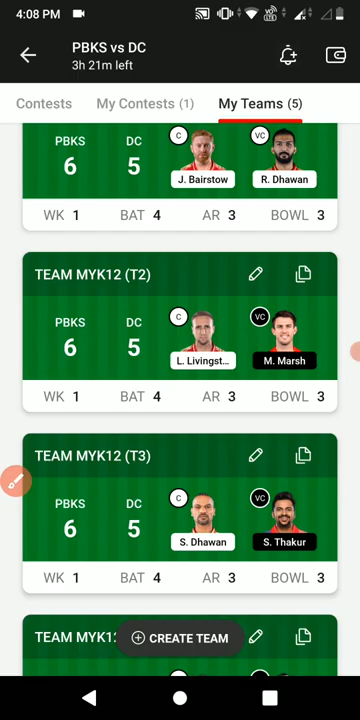 4:08 PM
PBKS vs DC
3h 21m left
Contests My Contests (1) My Teams (5)
PBKS DC
6 5
C VC
J. Bairstow R. Dhawan
WK 1 BAT 4 AR 3 BOWL 3
TEAM MYK12 (T2)
PBKS DC
6 5
C VC
L. Livingst... M. Marsh
WK 1 BAT 4 AR 3 BOWL 3
TEAM MYK12 (T3)
PBKS DC
6 5
C VC
S. Dhawan S. Thakur
WK 1 BAT 4 AR 3 BOWL 3
TEAM
CREATE TEAM